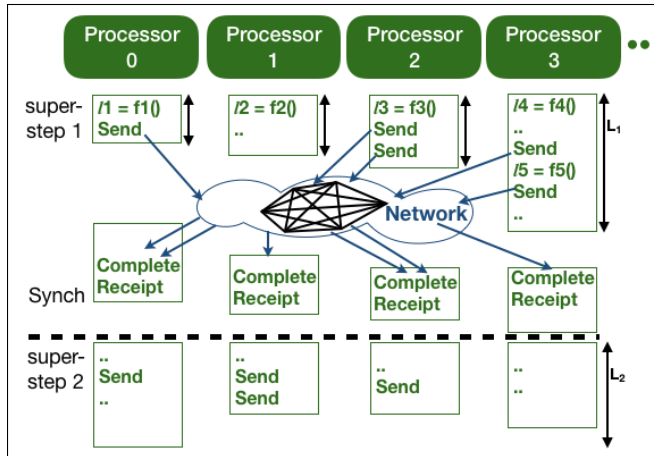 Processor 0
Processor 1
Processor 2
Processor 3
••
super-step 1
l1 = f1()
Send
l2 = f2()
..
l3 = f3()
Send
Send
l4 = f4()
..
Send
l5 = f5()
Send
..
L1
Network
Synch
Complete
Receipt
Complete
Receipt
Complete
Receipt
Complete
Receipt
super-step 2
..
Send
..
..
Send
Send
..
Send
..
..
L2